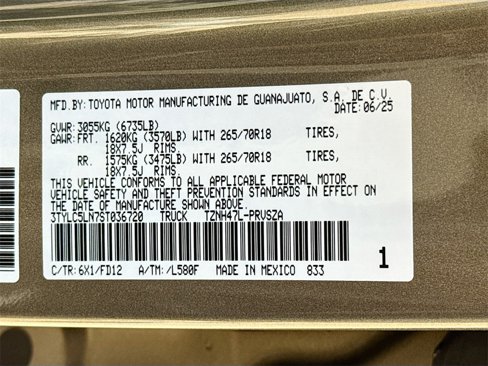 MFD.BY:TOYOTA MOTOR MANUFACTURING DE GUANAJUATO, S.A. DE C.V.
DATE:06/25
GVWR:3055KG (6735LB)
GAWR:FRT. 1620KG (3570LB) WITH 265/70R18 TIRES,
18X7.5J RIMS.
RR. 1575KG (3475LB) WITH 265/70R18 TIRES,
18X7.5J RIMS.
THIS VEHICLE CONFORMS TO ALL APPLICABLE FEDERAL MOTOR
VEHICLE SAFETY AND THEFT PREVENTION STANDARDS IN EFFECT ON
THE DATE OF MANUFACTURE SHOWN ABOVE.
3TYLC5LN7ST036720 TRUCK TZNH47L-PRVSZA
C/TR:6X1/FD12 A/TM:/L580F MADE IN MEXICO 833
1